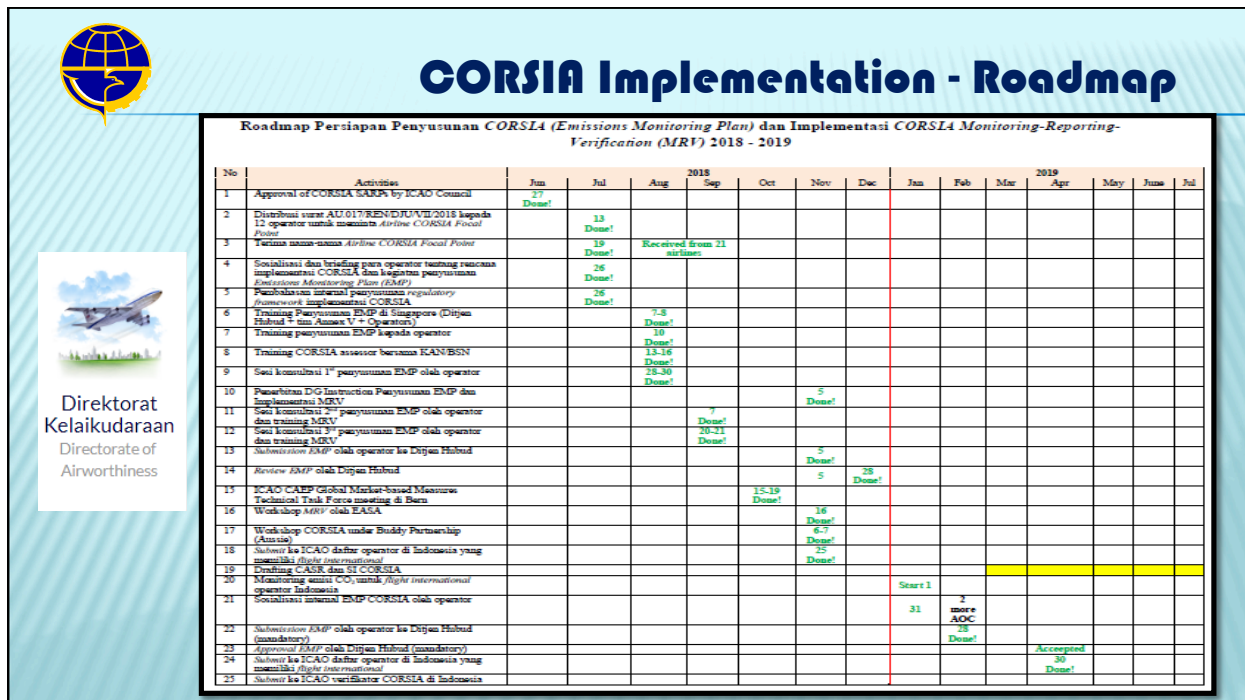 CORSIA Implementation - Roadmap
Roadmap Persiapan Penyusunan CORSIA (Emissions Monitoring Plan) dan Implementasi CORSIA Monitoring-Reporting-
Verification (MRV) 2018 - 2019
No Activities 2018 2019
Jun Jul Aug Sep Oct Nov Dec Jan Feb Mar Apr May June Jul
1 Approval of CORSIA SARPs by ICAO Council 27
Done!
2 Distribusi surat AU.017/REN/DJU/VII/2018 kepada
12 operator untuk meminta Airline CORSIA Focal 13
Point Done!
3 Terima nama-nama Airline CORSIA Focal Point 19 Received from 21
Done! airlines
4 Sosialisasi dan briefing para operator tentang rencana
implementasi CORSIA dan kegiatan penyusunan 26
Emissions Monitoring Plan (EMP) Done!
5 Pembahasan internal penyusunan regulatory 26
framework implementasi CORSIA Done!
6 Training Penyusunan EMP di Singapore (Ditjen 7-8
Hubud + tim Annex V + Operators) Done!
7 Training penyusunan EMP kepada operator 10
Done!
8 Training CORSIA assessor bersama KAN/BSN 13-16
Done!
9 Sesi konsultasi 1st penyusunan EMP oleh operator 28-30
Done!
10 Penerbitan DG Instruction Penyusunan EMP dan 5
Implementasi MRV Done!
11 Sesi konsultasi 2nd penyusunan EMP oleh operator 7
dan training MRV Done!
12 Sesi konsultasi 3rd penyusunan EMP oleh operator 20-21
dan training MRV Done!
13 Submission EMP oleh operator ke Ditjen Hubud 5
Done!
14 Review EMP oleh Ditjen Hubud 5 28
Done!
15 ICAO CAEP Global Market-based Measures 15-19
Technical Task Force meeting di Bern Done!
16 Workshop MRV oleh EASA 16
Done!
17 Workshop CORSIA under Buddy Partnership 6-7
(Aussie) Done!
18 Submit ke ICAO daftar operator di Indonesia yang 25
memiliki flight international Done!
19 Drafting CASR dan SI CORSIA
20 Monitoring emisi CO₂ untuk flight international Start 1
operator Indonesia
21 Sosialisasi internal EMP CORSIA oleh operator 31 2
more
AOC
22 Submission EMP oleh operator ke Ditjen Hubud 28
(mandatory) Done!
23 Approval EMP oleh Ditjen Hubud (mandatory) Acceepted
24 Submit ke ICAO daftar operator di Indonesia yang 30
memiliki flight international Done!
25 Submit ke ICAO verifikator CORSIA di Indonesia
Direktorat
Kelaikudaraan
Directorate of
Airworthiness